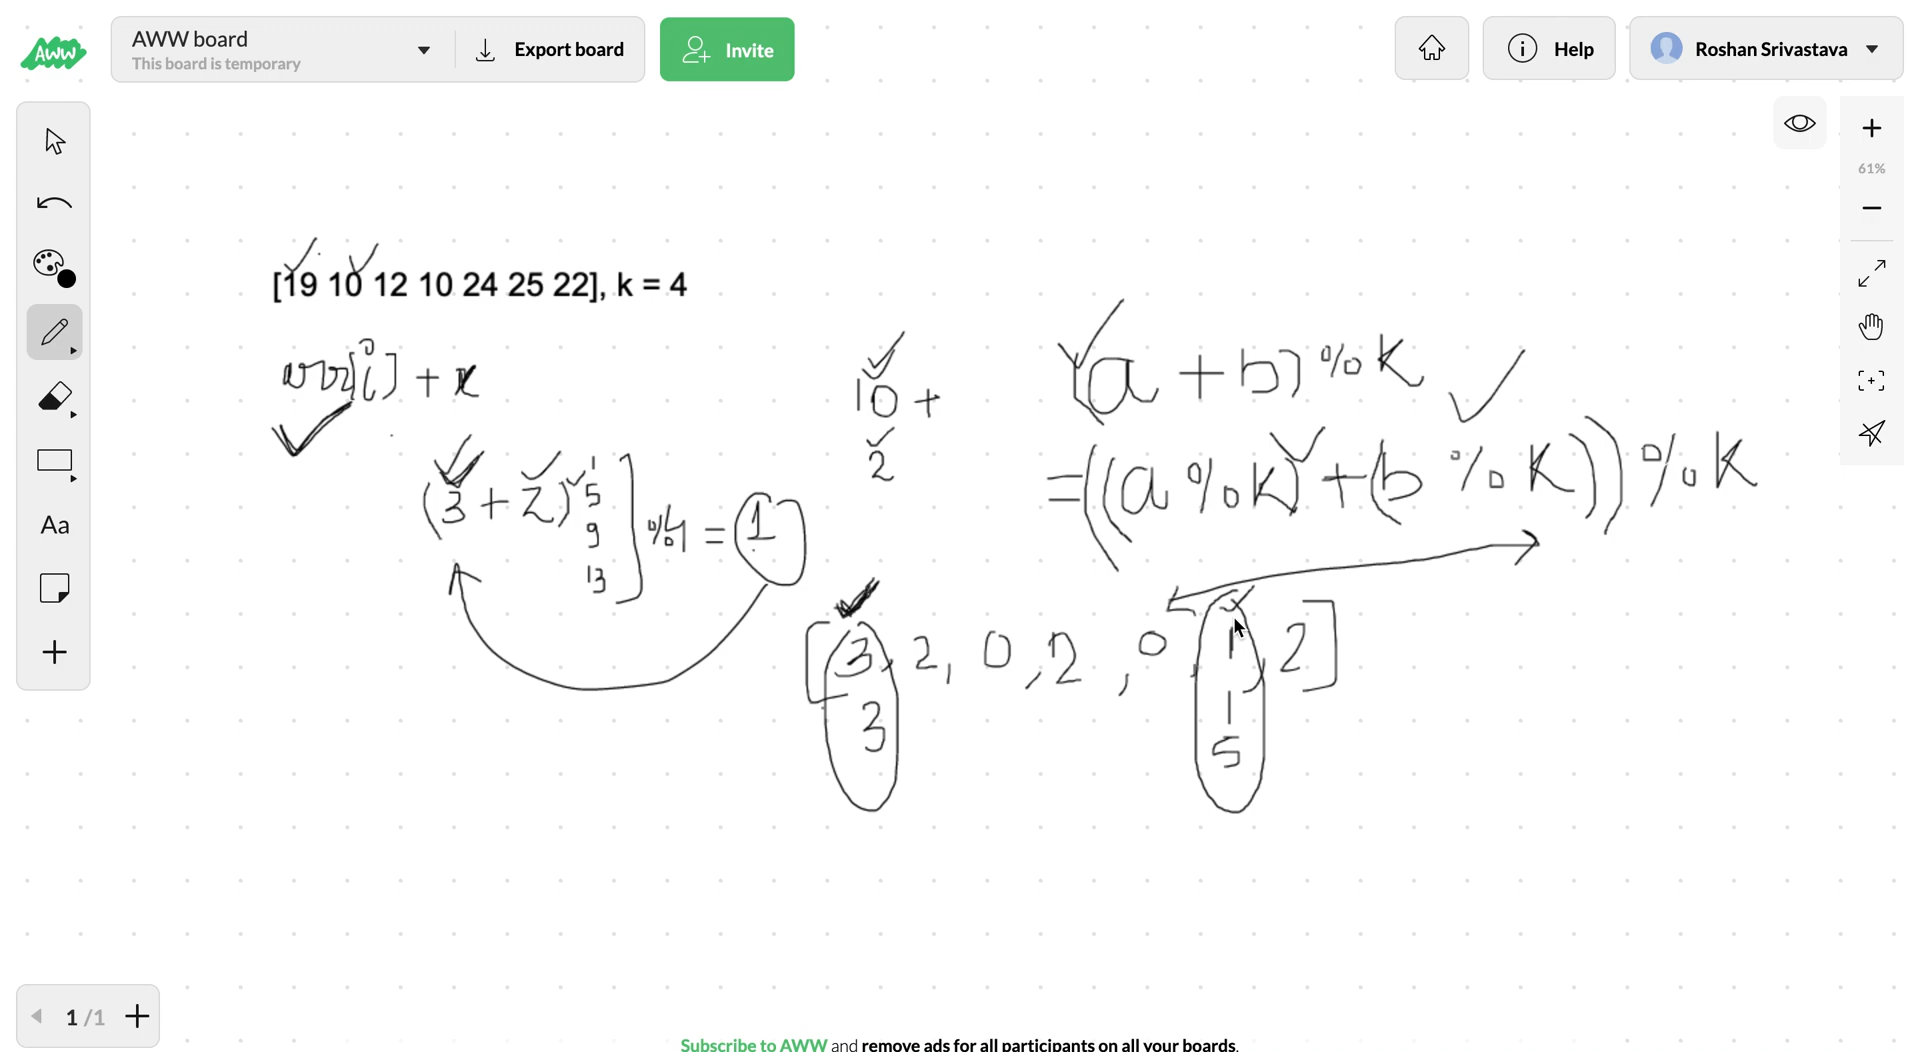 AWW
AWW board
This board is temporary
Export board
Invite
Help
Roshan Srivastava
61%
[19 10 12 10 24 25 22], k = 4
arr[i] + x
10 +
2
(a + b) % K
= ((a % K) + (b % K)) % K
(3 + 2)
1
5
9
13
] %4 = 1
[3, 2, 0, 2, 0, 1, 2]
3
1
5
Aa
1 /1
Subscribe to AWW and remove ads for all participants on all your boards.